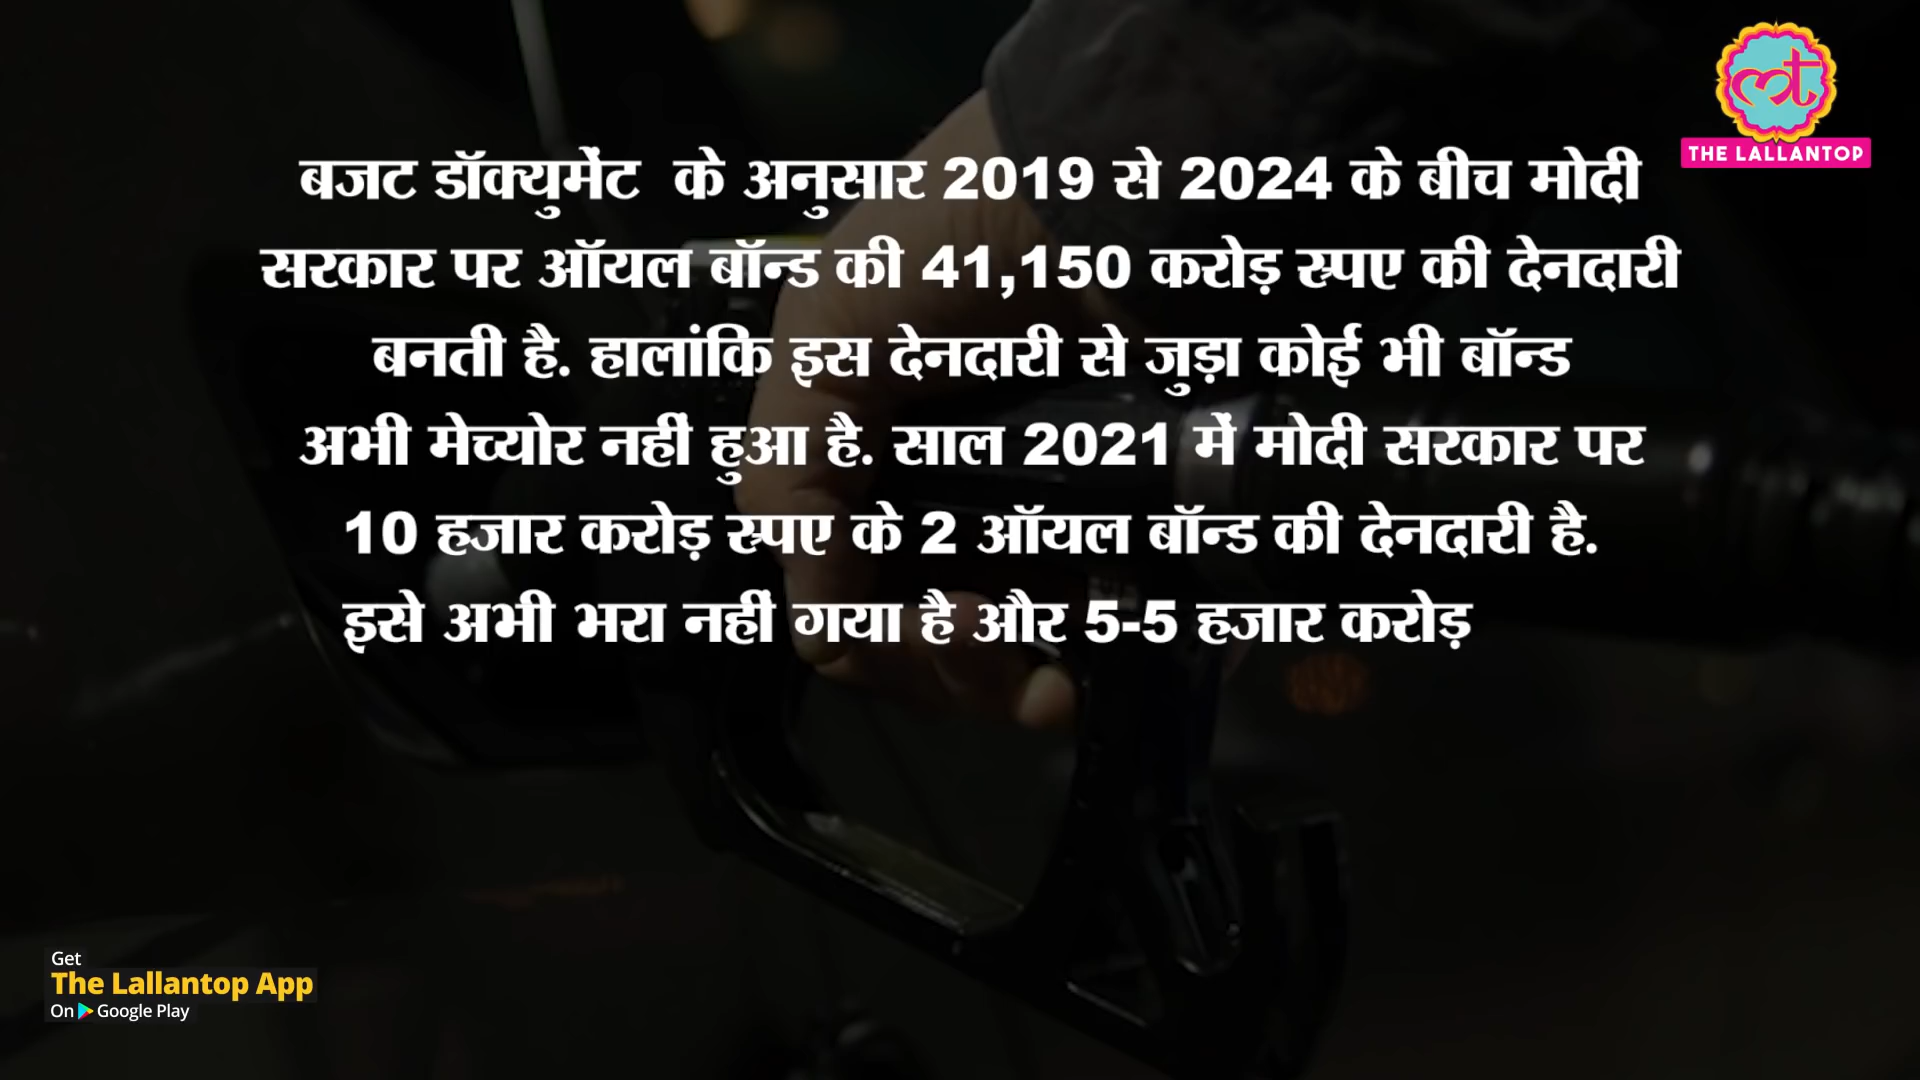 बजट डॉक्युमेंट के अनुसार 2019 से 2024 के बीच मोदी
सरकार पर ऑयल बॉन्ड की 41,150 करोड़ रुपए की देनदारी
बनती है. हालांकि इस देनदारी से जुड़ा कोई भी बॉन्ड
अभी मेच्योर नहीं हुआ है. साल 2021 में मोदी सरकार पर
10 हजार करोड़ रुपए के 2 ऑयल बॉन्ड की देनदारी है.
इसे अभी भरा नहीं गया है और 5-5 हजार करोड़
लt
THE LALLANTOP
Get
The Lallantop App
On Google Play